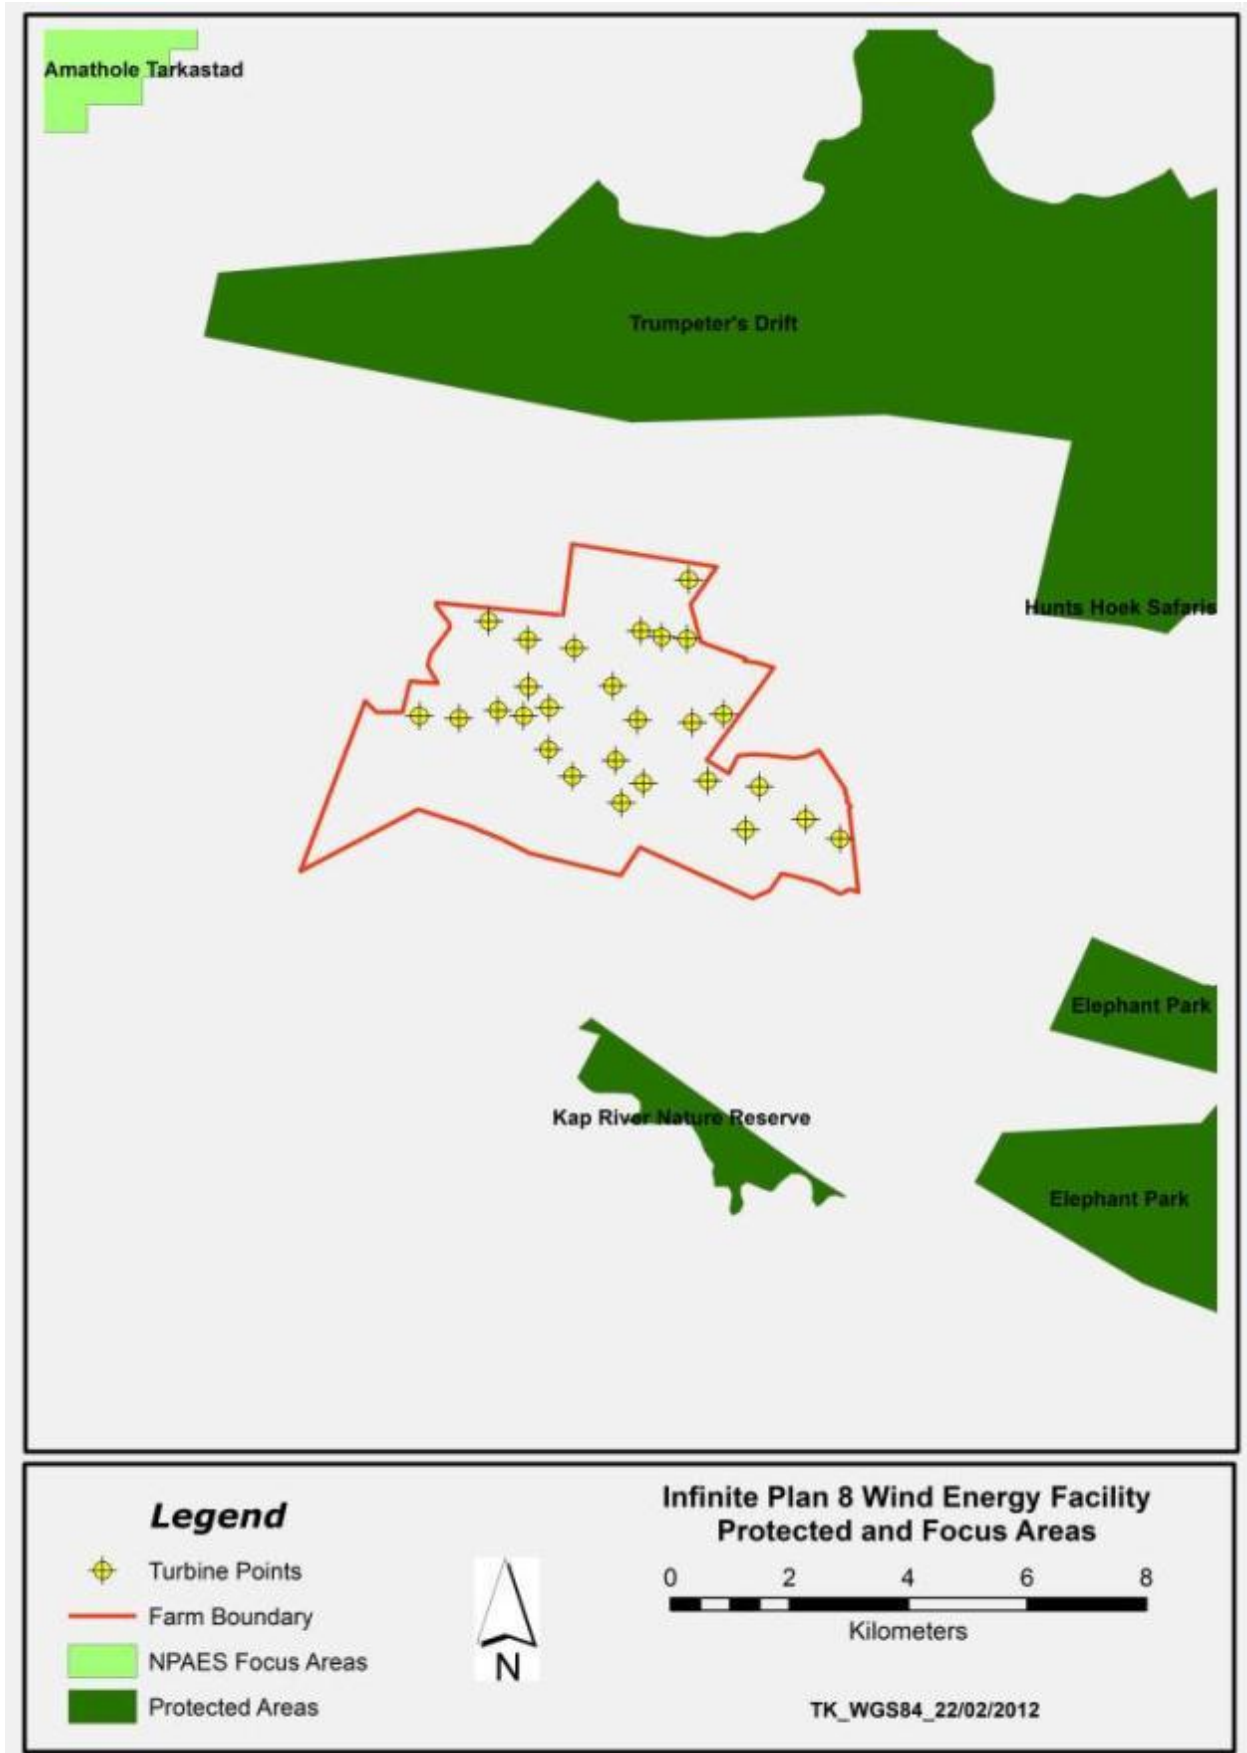 Amathole Tarkastad
Trumpeter's Drift
Hunts Hoek Safaris
Elephant Park
Kap River Nature Reserve
Elephant Park
Legend
Turbine Points
Farm Boundary
NPAES Focus Areas
Protected Areas
N
Infinite Plan 8 Wind Energy Facility
Protected and Focus Areas
0 2 4 6 8
Kilometers
TK_WGS84_22/02/2012